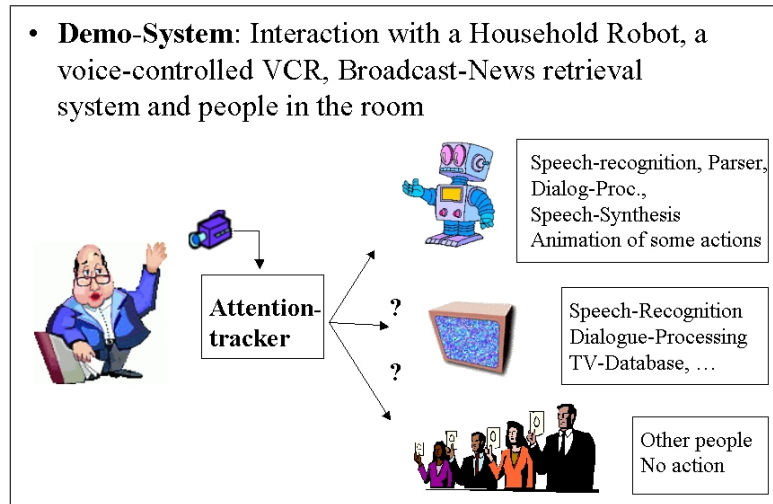 • Demo-System: Interaction with a Household Robot, a
voice-controlled VCR, Broadcast-News retrieval
system and people in the room
Speech-recognition, Parser,
Dialog-Proc.,
Speech-Synthesis
Animation of some actions
Attention-
tracker
?
?
Speech-Recognition
Dialogue-Processing
TV-Database, …
Other people
No action